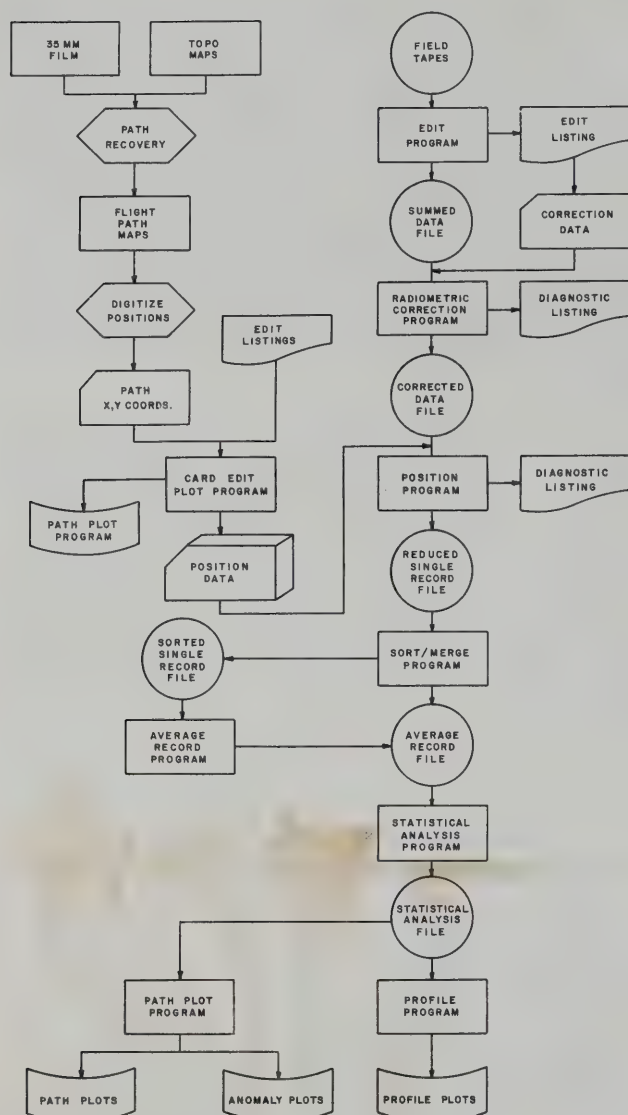 35 MM
FILM
TOPO
MAPS
FIELD
TAPES
PATH
RECOVERY
EDIT
PROGRAM
EDIT
LISTING
FLIGHT
PATH
MAPS
SUMMED
DATA
FILE
CORRECTION
DATA
DIGITIZE
POSITIONS
RADIOMETRIC
CORRECTION
PROGRAM
DIAGNOSTIC
LISTING
EDIT
LISTINGS
PATH
X,Y COORDS.
CORRECTED
DATA
FILE
CARD EDIT
PLOT PROGRAM
POSITION
PROGRAM
DIAGNOSTIC
LISTING
PATH PLOT
PROGRAM
POSITION
DATA
REDUCED
SINGLE
RECORD
FILE
SORTED
SINGLE
RECORD
FILE
SORT/MERGE
PROGRAM
AVERAGE
RECORD
PROGRAM
AVERAGE
RECORD
FILE
STATISTICAL
ANALYSIS
PROGRAM
STATISTICAL
ANALYSIS
FILE
PATH PLOT
PROGRAM
PROFILE
PROGRAM
PATH PLOTS
ANOMALY PLOTS
PROFILE PLOTS